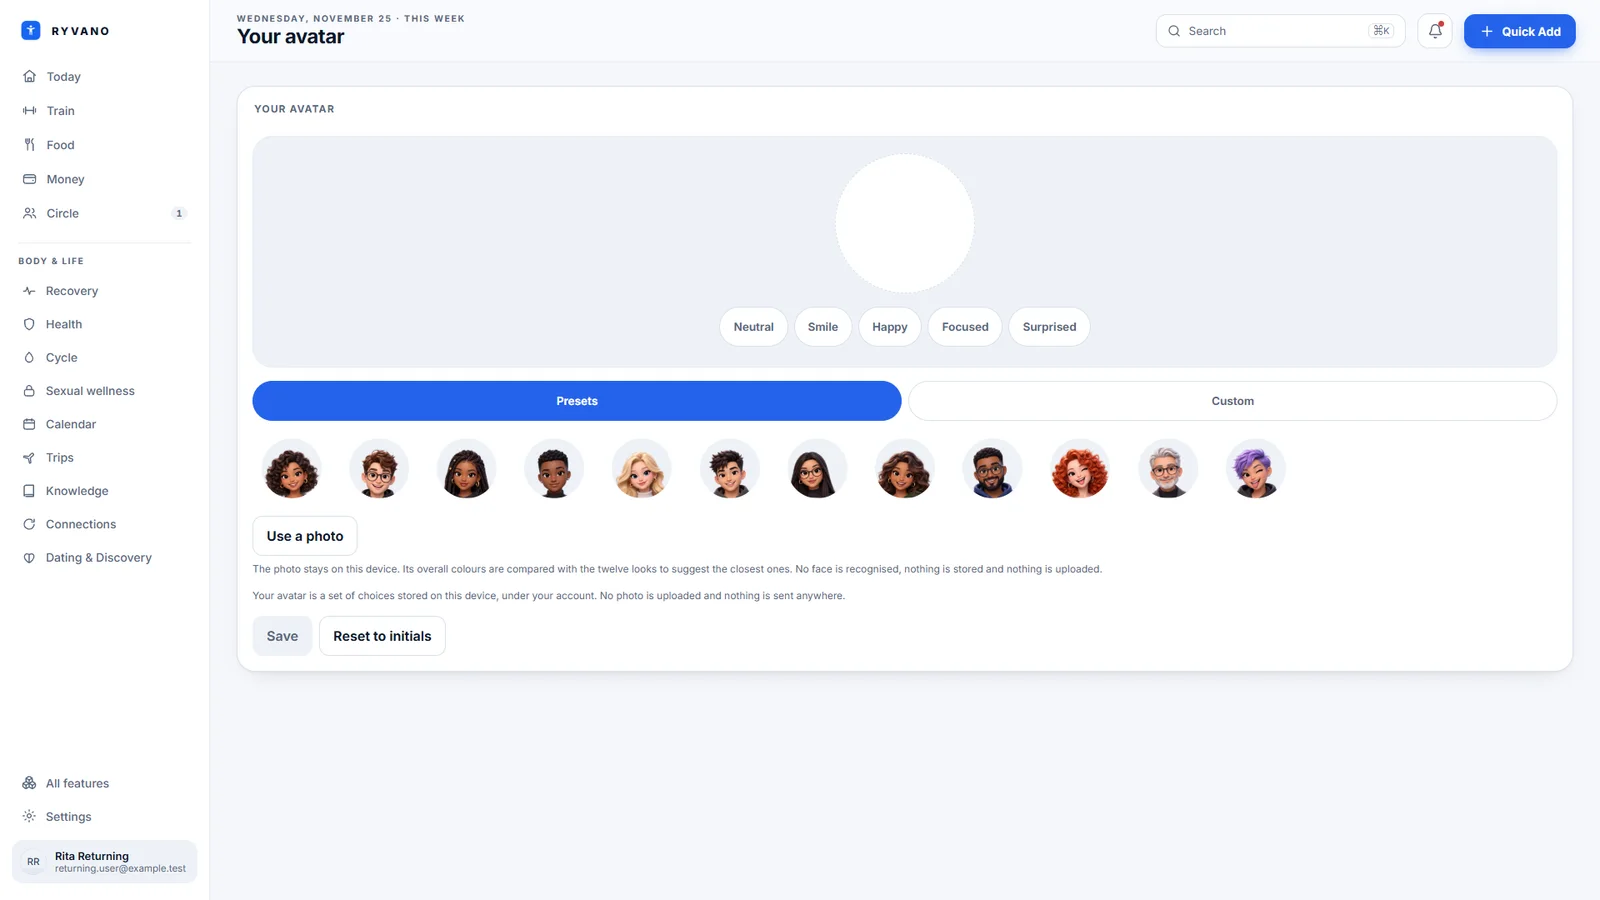 RYVANO
WEDNESDAY, NOVEMBER 25 · THIS WEEK
Your avatar
Search
⌘K
Quick Add
Today
Train
Food
Money
Circle
1
BODY & LIFE
Recovery
Health
Cycle
Sexual wellness
Calendar
Trips
Knowledge
Connections
Dating & Discovery
All features
Settings
RR
Rita Returning
returning.user@example.test
YOUR AVATAR
Neutral
Smile
Happy
Focused
Surprised
Presets
Custom
Use a photo
The photo stays on this device. Its overall colours are compared with the twelve looks to suggest the closest ones. No face is recognised, nothing is stored and nothing is uploaded.
Your avatar is a set of choices stored on this device, under your account. No photo is uploaded and nothing is sent anywhere.
Save
Reset to initials